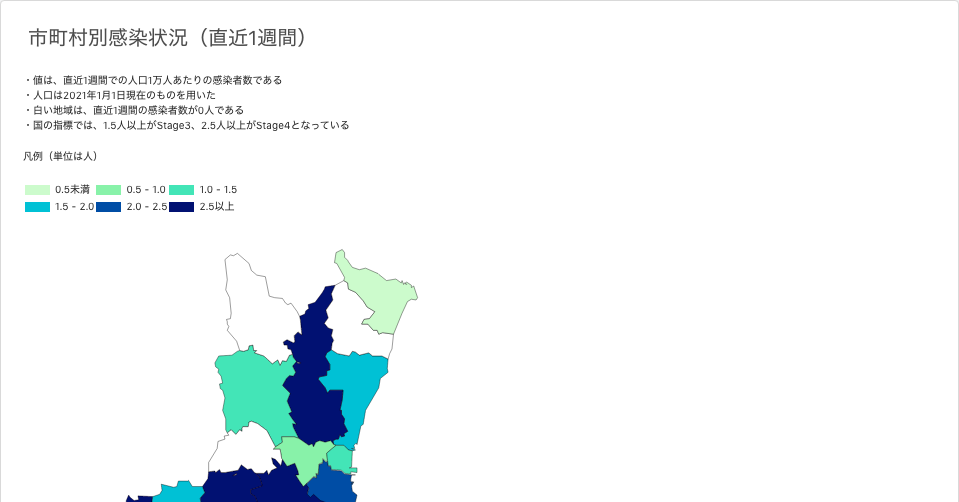 市町村別感染状況（直近1週間）
・値は、直近1週間での人口1万人あたりの感染者数である
・人口は2021年1月1日現在のものを用いた
・白い地域は、直近1週間の感染者数が0人である
・国の指標では、1.5人以上がStage3、2.5人以上がStage4となっている
凡例（単位は人）
0.5未満 0.5 - 1.0 1.0 - 1.5
1.5 - 2.0 2.0 - 2.5 2.5以上